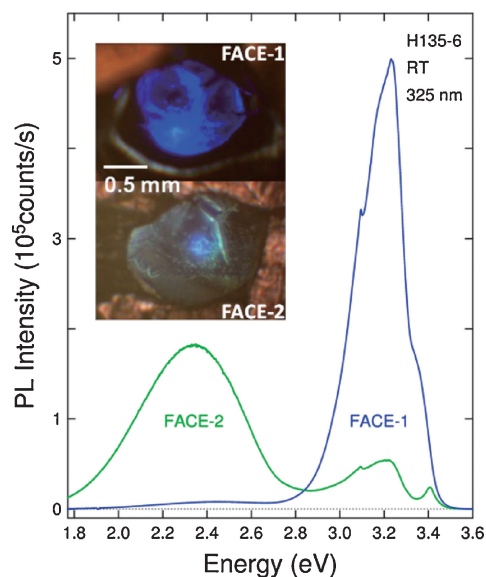 FACE-1
0.5 mm
FACE-2
H135-6
RT
325 nm
PL Intensity (10⁵counts/s)
5
3
1
0
FACE-2
FACE-1
1.8 2.0 2.2 2.4 2.6 2.8 3.0 3.2 3.4 3.6
Energy (eV)